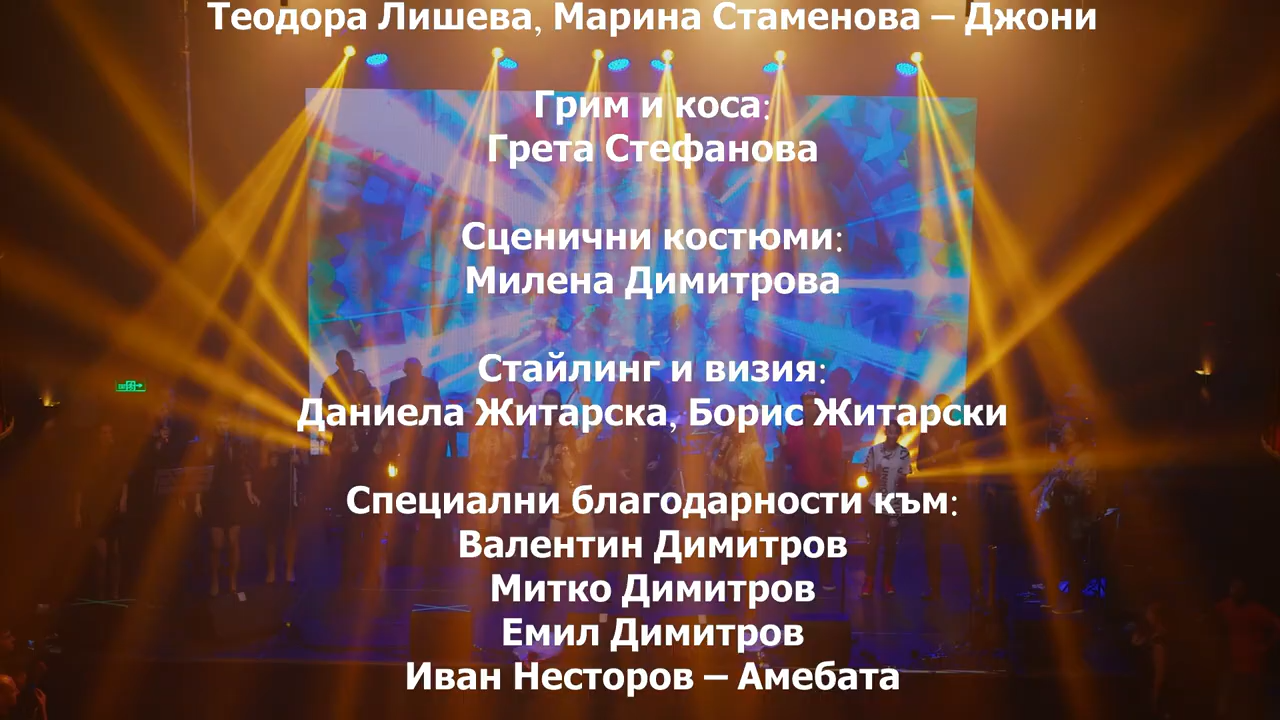 Теодора Лишева, Марина Стаменова – Джони
Грим и коса:
Грета Стефанова
Сценични костюми:
Милена Димитрова
Стайлинг и визия:
Даниела Житарска, Борис Житарски
Специални благодарности към:
Валентин Димитров
Митко Димитров
Емил Димитров
Иван Несторов – Амебата